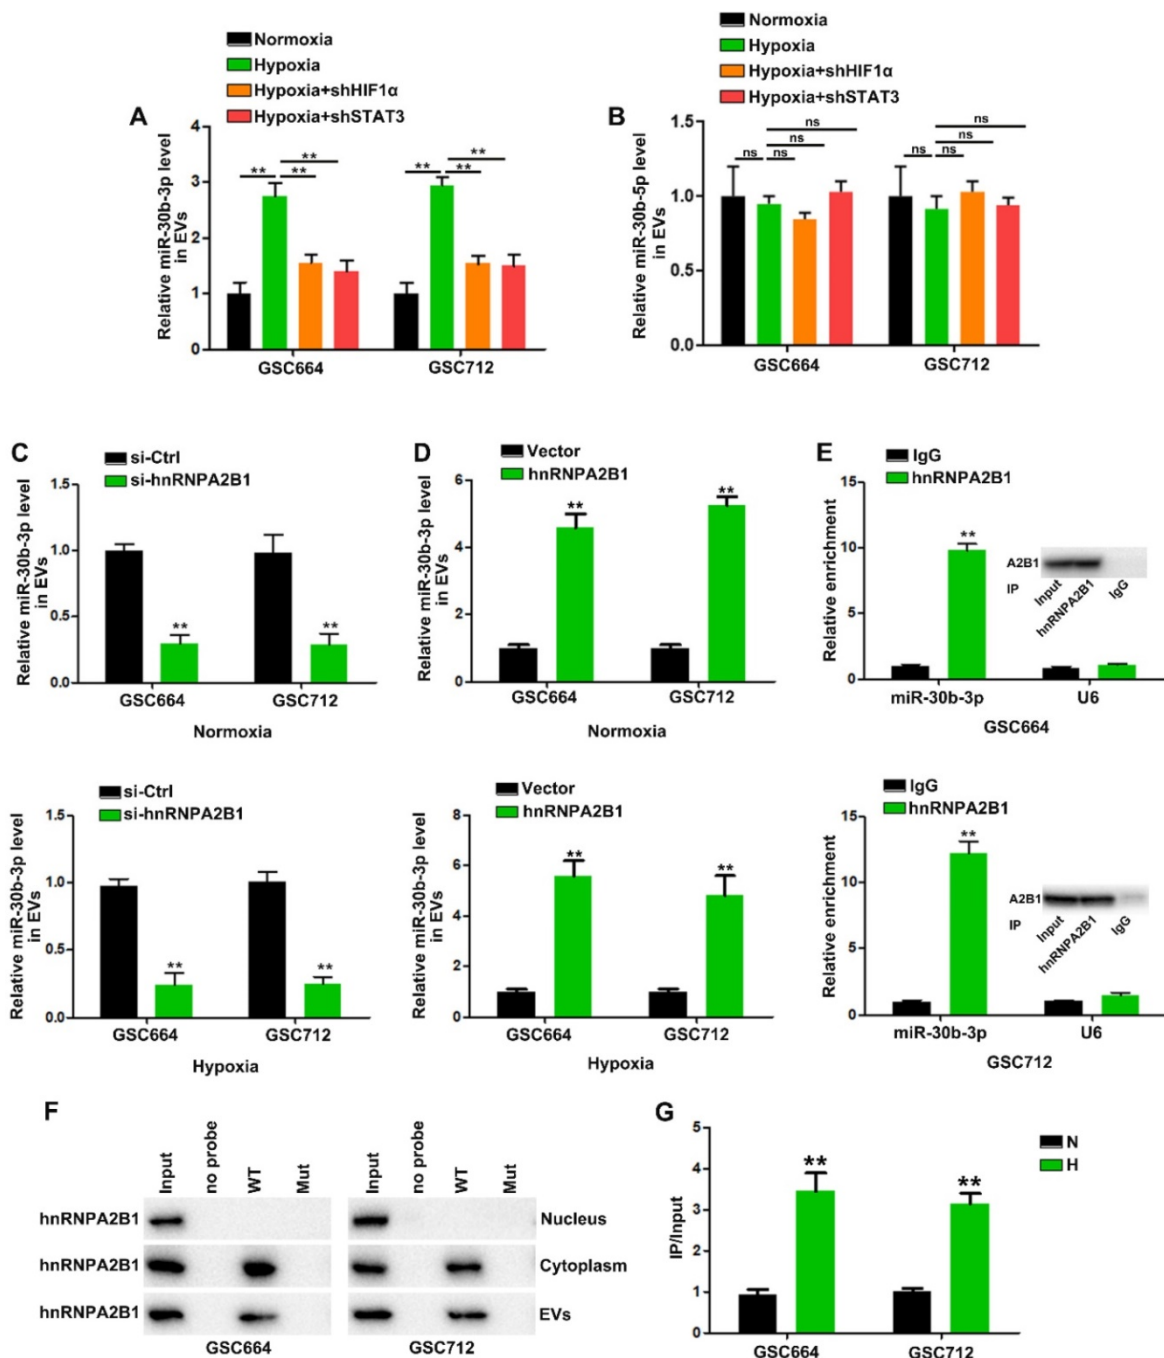 A
Normoxia
Hypoxia
Hypoxia+shHIF1α
Hypoxia+shSTAT3
Relative miR-30b-3p level
in EVs
4
3
2
1
0
** ** **
** ** **
GSC664 GSC712
B
Normoxia
Hypoxia
Hypoxia+shHIF1α
Hypoxia+shSTAT3
Relative miR-30b-5p level
in EVs
1.5
1.0
0.5
0.0
ns ns ns ns
ns ns ns ns
GSC664 GSC712
C
si-Ctrl
si-hnRNPA2B1
Relative miR-30b-3p level
in EVs
1.5
1.0
0.5
0.0
** **
GSC664 GSC712
Normoxia
si-Ctrl
si-hnRNPA2B1
Relative miR-30b-3p level
in EVs
1.5
1.0
0.5
0.0
** **
GSC664 GSC712
Hypoxia
D
Vector
hnRNPA2B1
Relative miR-30b-3p level
in EVs
6
4
2
0
** **
GSC664 GSC712
Normoxia
Vector
hnRNPA2B1
Relative miR-30b-3p level
in EVs
8
6
4
2
0
** **
GSC664 GSC712
Hypoxia
E
IgG
hnRNPA2B1
Relative enrichment
15
10
5
0
**
A2B1
IP Input hnRNPA2B1 IgG
miR-30b-3p U6
GSC664
IgG
hnRNPA2B1
Relative enrichment
15
10
5
0
**
A2B1
IP Input hnRNPA2B1 IgG
miR-30b-3p U6
GSC712
F
Input no probe WT Mut Input no probe WT Mut
hnRNPA2B1 Nucleus
hnRNPA2B1 Cytoplasm
hnRNPA2B1 EVs
GSC664 GSC712
G
N
H
IP/Input
5
4
3
2
1
0
** **
GSC664 GSC712